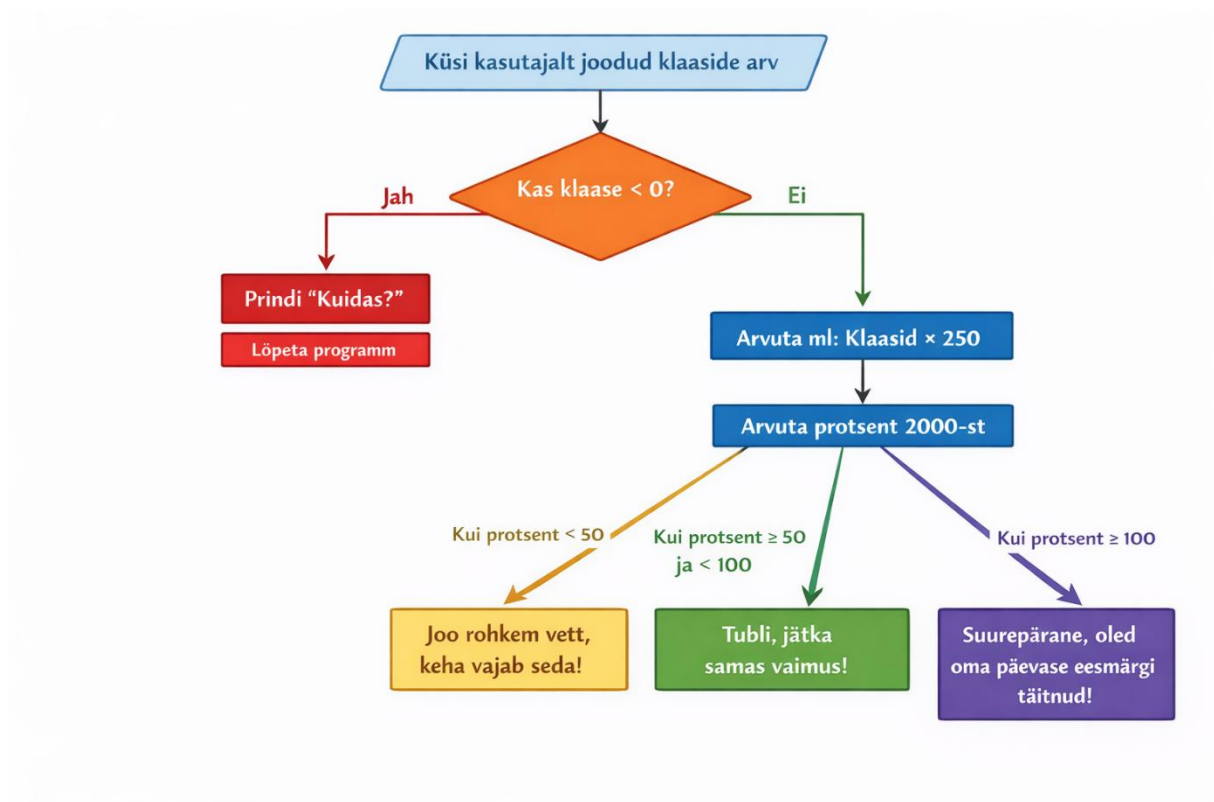 Küsi kasutajalt joodud klaaside arv
Kas klaase < 0?
Jah
Ei
Prindi “Kuidas?”
Löpeta programm
Arvuta ml: Klaasid × 250
Arvuta protsent 2000-st
Kui protsent < 50
Kui protsent ≥ 50
ja < 100
Kui protsent ≥ 100
Joo rohkem vett,
keha vajab seda!
Tubli, jätka
samas vaimus!
Suurepärane, oled
oma päevase eesmärgi
täitnud!